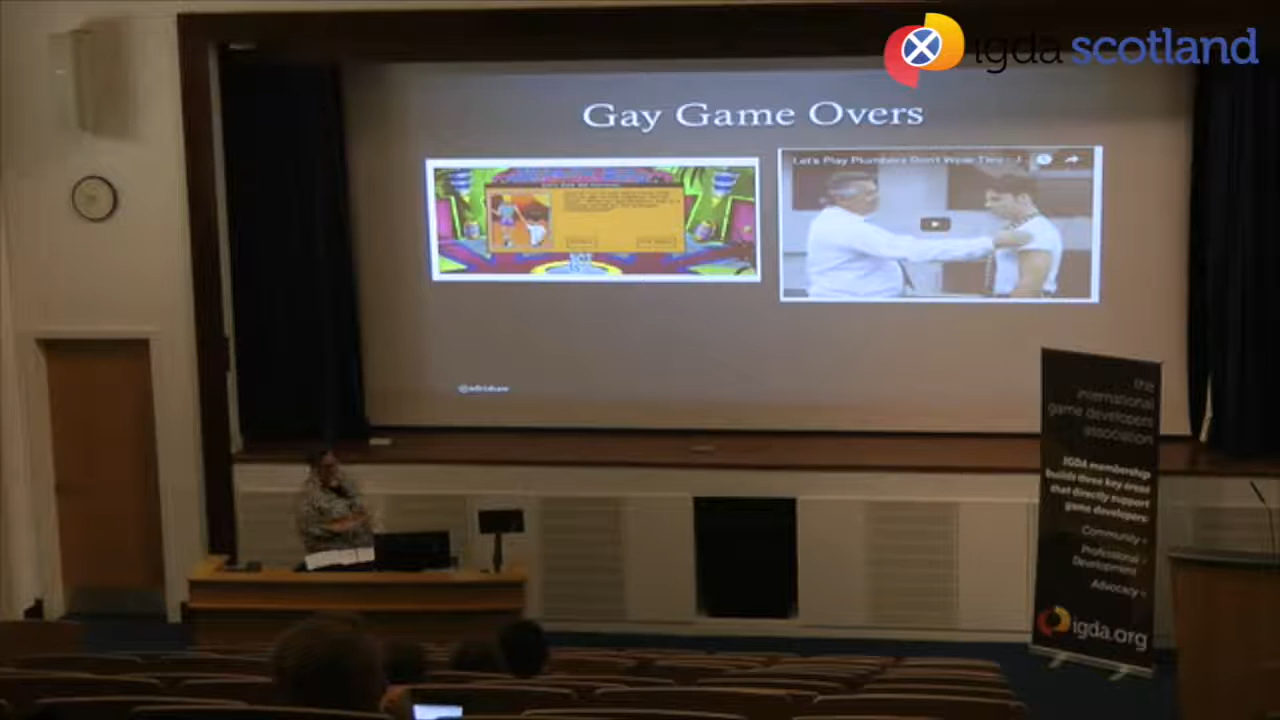 igda scotland
Gay Game Overs
Let's Play Plumbers Don't Wear Ties -
@adrishaw
the
international
game developers
association
IGDA membership
builds three key areas
that directly support
game developers:
Community
Professional
Development
Advocacy
igda.org